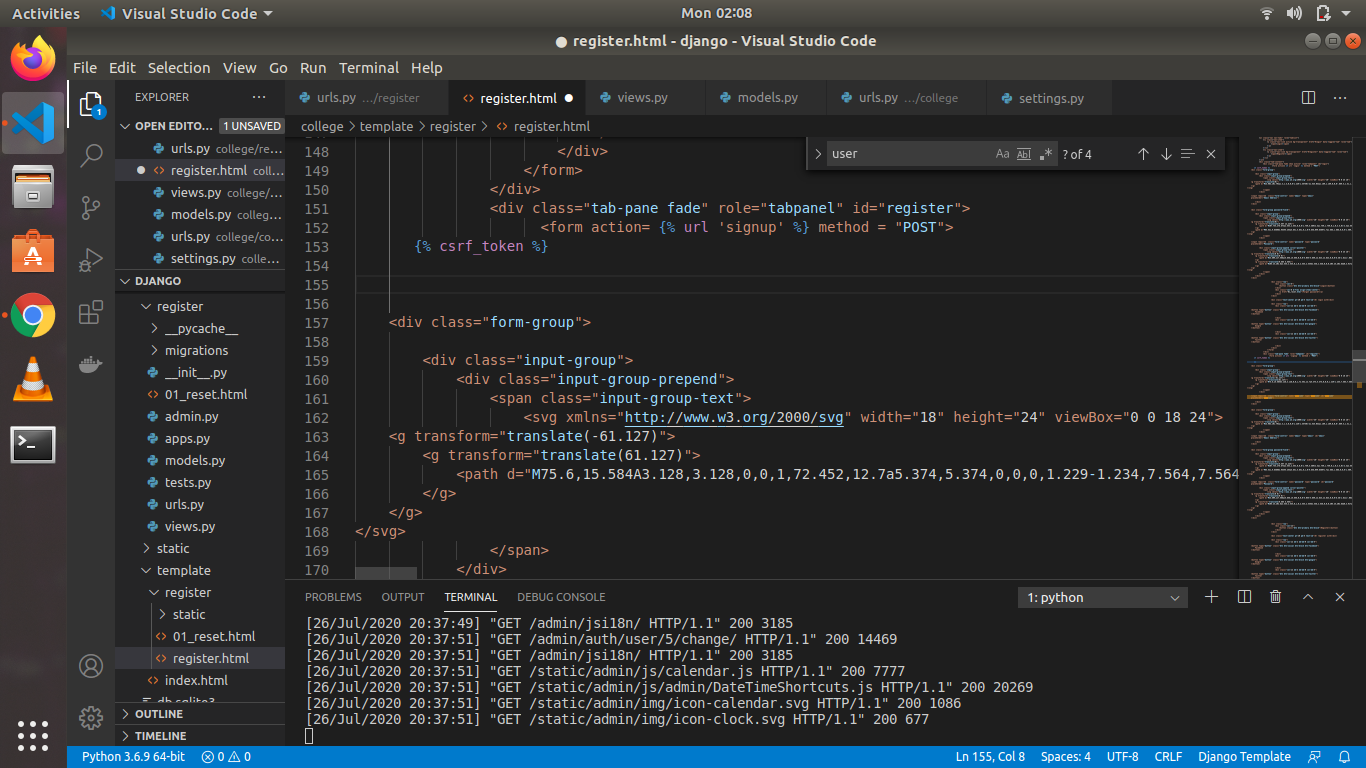 Activities Visual Studio Code Mon 02:08
register.html - django - Visual Studio Code
File Edit Selection View Go Run Terminal Help
EXPLORER
1
OPEN EDITO... 1 UNSAVED
urls.py college/re...
register.html coll...
views.py college/...
models.py colleg...
urls.py college/co...
settings.py colle...
DJANGO
register
__pycache__
migrations
__init__.py
01_reset.html
admin.py
apps.py
models.py
tests.py
urls.py
views.py
static
template
register
static
01_reset.html
register.html
index.html
db.sqlite3
OUTLINE
TIMELINE
urls.py .../register register.html views.py models.py urls.py .../college settings.py
college > template > register > register.html
user Aa Abl .* ? of 4
148 </div>
149 </form>
150 </div>
151 <div class="tab-pane fade" role="tabpanel" id="register">
152 <form action= {% url 'signup' %} method = "POST">
153 {% csrf_token %}
154
155
156
157 <div class="form-group">
158
159 <div class="input-group">
160 <div class="input-group-prepend">
161 <span class="input-group-text">
162 <svg xmlns="http://www.w3.org/2000/svg" width="18" height="24" viewBox="0 0 18 24">
163 <g transform="translate(-61.127)">
164 <g transform="translate(61.127)">
165 <path d="M75.6,15.584A3.128,3.128,0,0,1,72.452,12.7a5.374,5.374,0,0,0,1.229-1.234,7.564,7.564
166 </g>
167 </g>
168 </svg>
169 </span>
170 </div>
PROBLEMS OUTPUT TERMINAL DEBUG CONSOLE 1: python
[26/Jul/2020 20:37:49] "GET /admin/jsi18n/ HTTP/1.1" 200 3185
[26/Jul/2020 20:37:51] "GET /admin/auth/user/5/change/ HTTP/1.1" 200 14469
[26/Jul/2020 20:37:51] "GET /admin/jsi18n/ HTTP/1.1" 200 3185
[26/Jul/2020 20:37:51] "GET /static/admin/js/calendar.js HTTP/1.1" 200 7777
[26/Jul/2020 20:37:51] "GET /static/admin/js/admin/DateTimeShortcuts.js HTTP/1.1" 200 20269
[26/Jul/2020 20:37:51] "GET /static/admin/img/icon-calendar.svg HTTP/1.1" 200 1086
[26/Jul/2020 20:37:51] "GET /static/admin/img/icon-clock.svg HTTP/1.1" 200 677
Python 3.6.9 64-bit 0 0 Ln 155, Col 8 Spaces: 4 UTF-8 CRLF Django Template